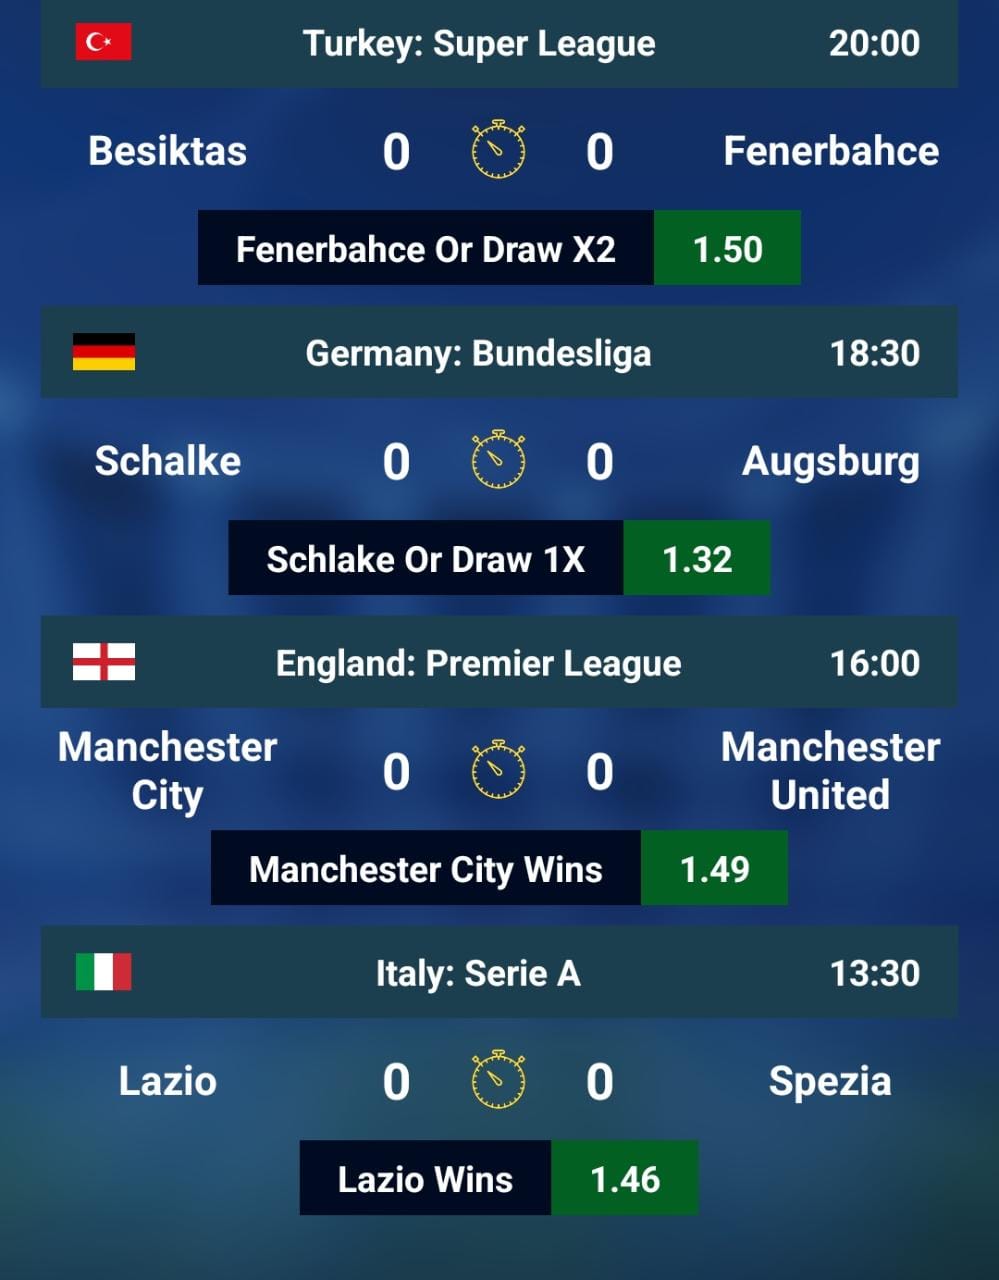 Turkey: Super League 20:00
Besiktas 0 0 Fenerbahce
Fenerbahce Or Draw X2 1.50
Germany: Bundesliga 18:30
Schalke 0 0 Augsburg
Schlake Or Draw 1X 1.32
England: Premier League 16:00
Manchester City 0 0 Manchester United
Manchester City Wins 1.49
Italy: Serie A 13:30
Lazio 0 0 Spezia
Lazio Wins 1.46